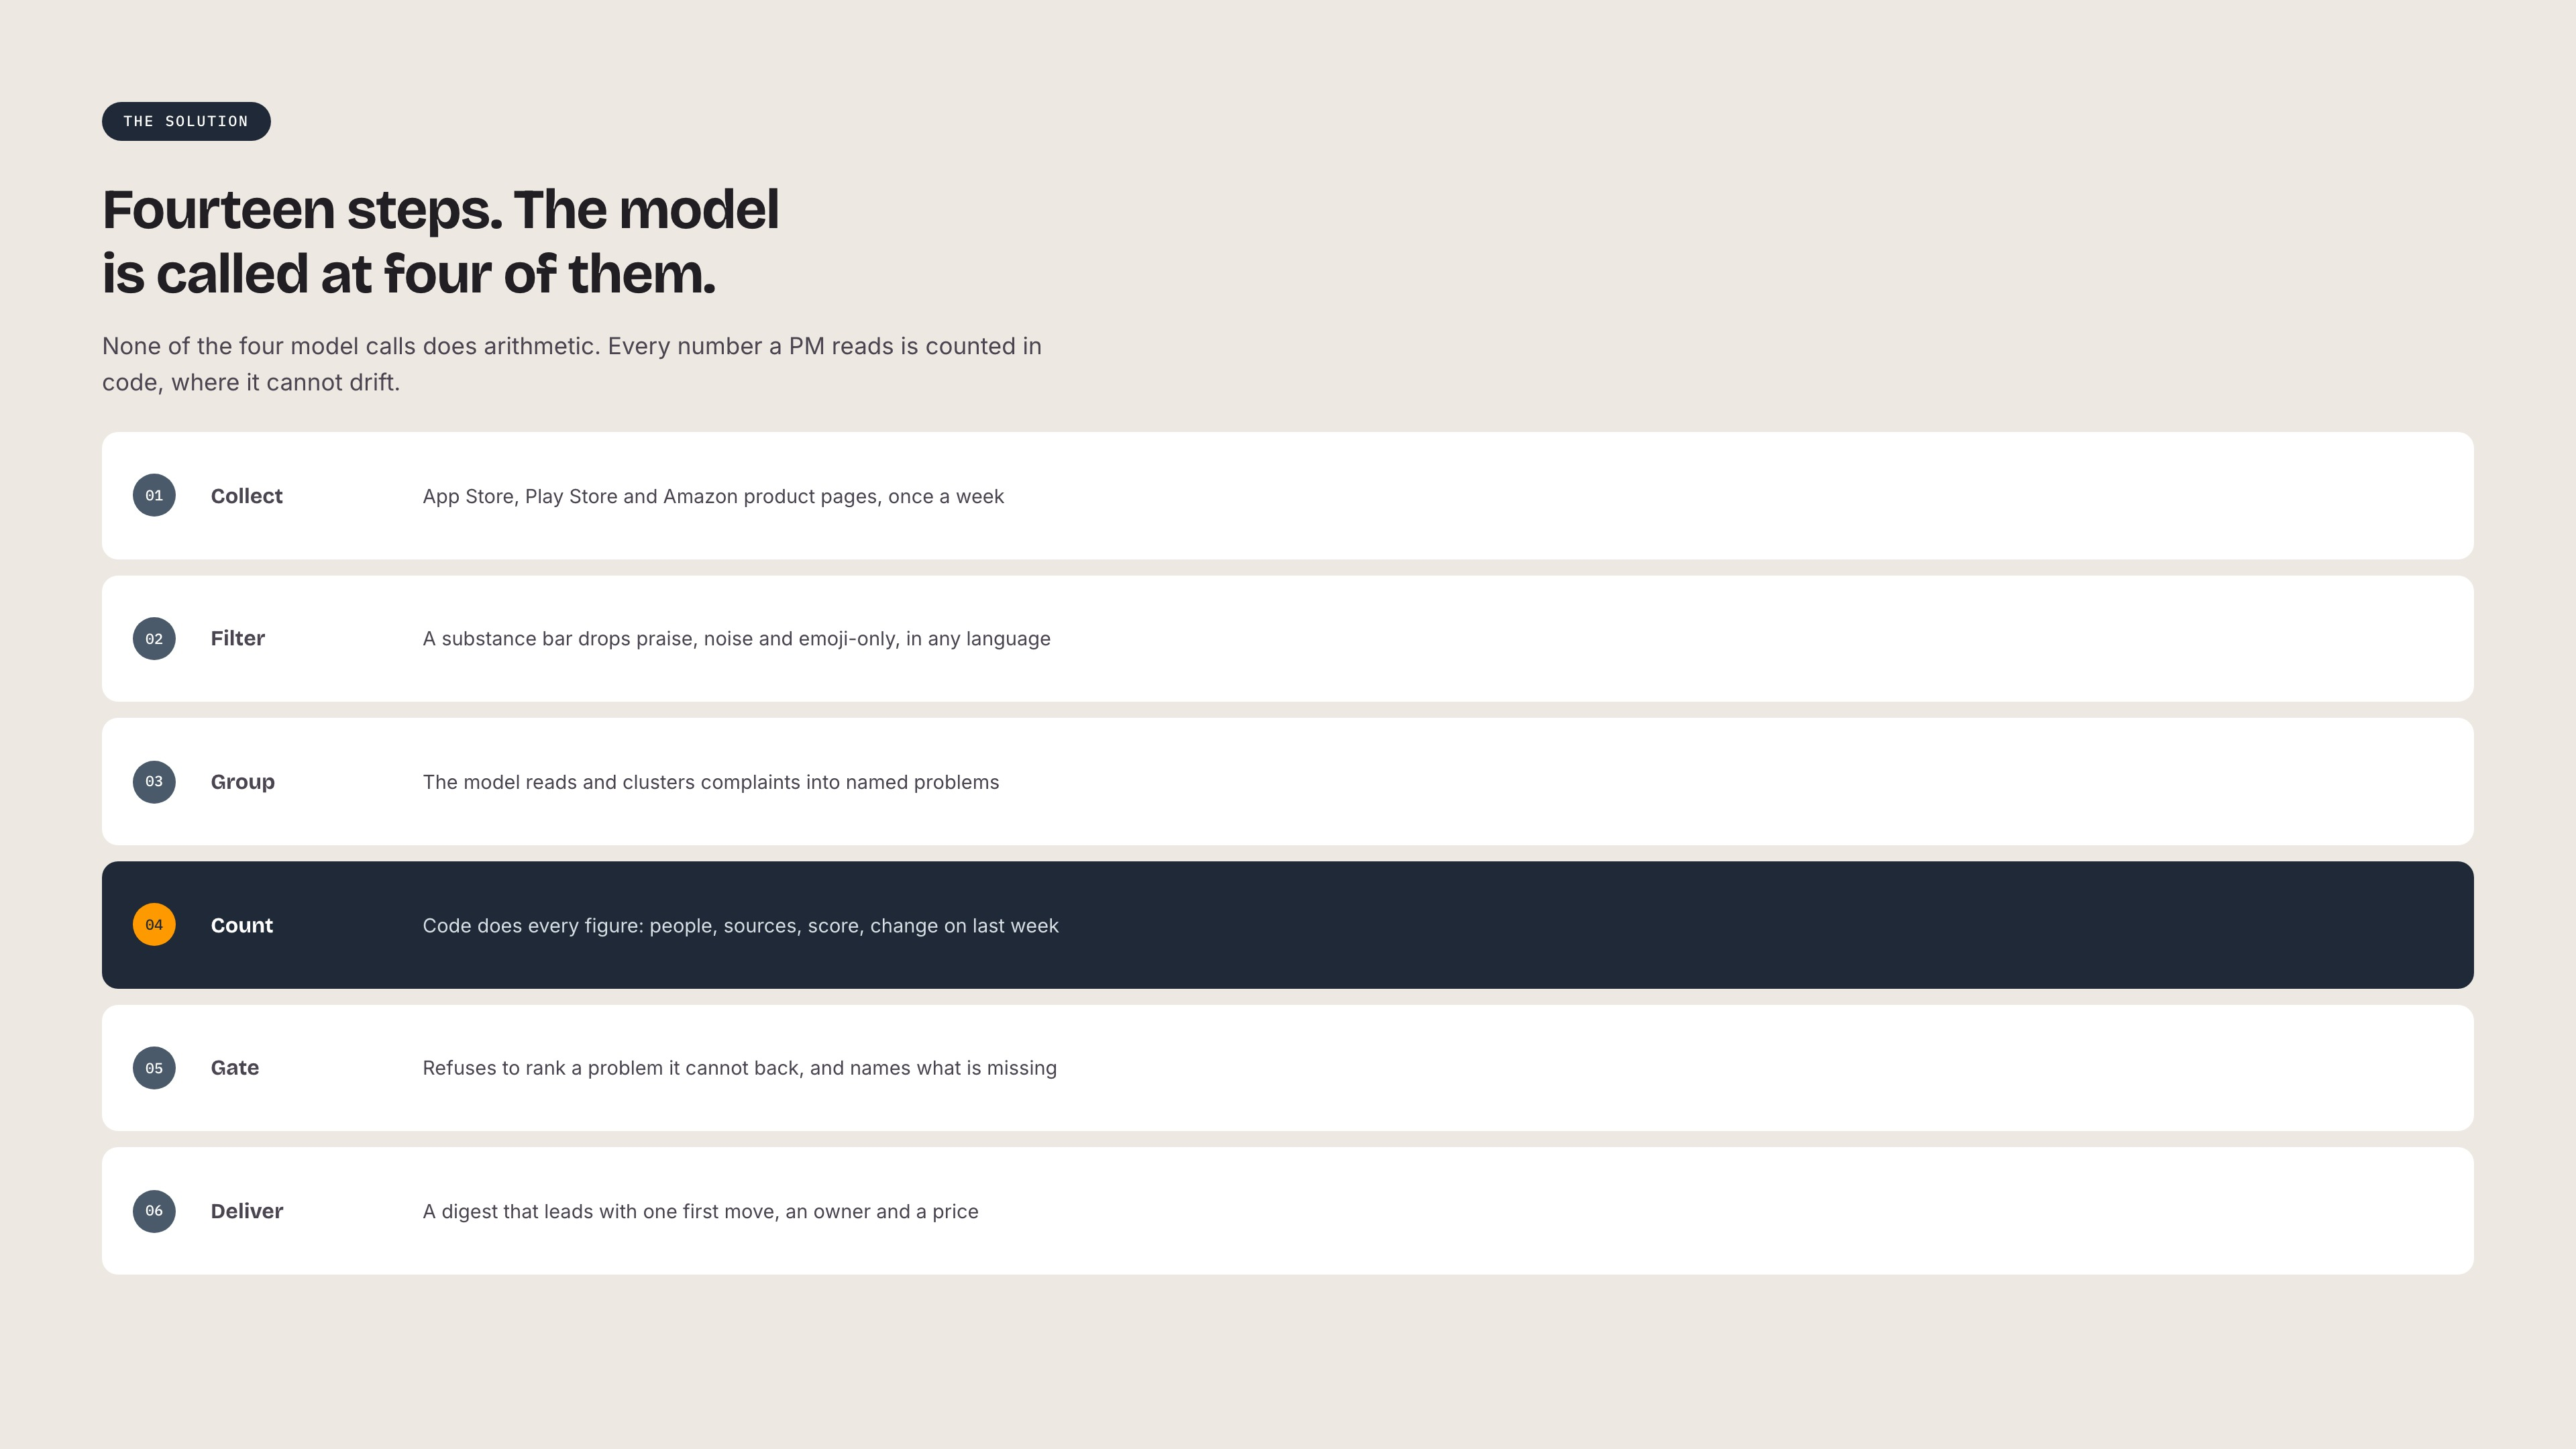 THE SOLUTION
Fourteen steps. The model
is called at four of them.
None of the four model calls does arithmetic. Every number a PM reads is counted in
code, where it cannot drift.
01 Collect App Store, Play Store and Amazon product pages, once a week
02 Filter A substance bar drops praise, noise and emoji-only, in any language
03 Group The model reads and clusters complaints into named problems
04 Count Code does every figure: people, sources, score, change on last week
05 Gate Refuses to rank a problem it cannot back, and names what is missing
06 Deliver A digest that leads with one first move, an owner and a price